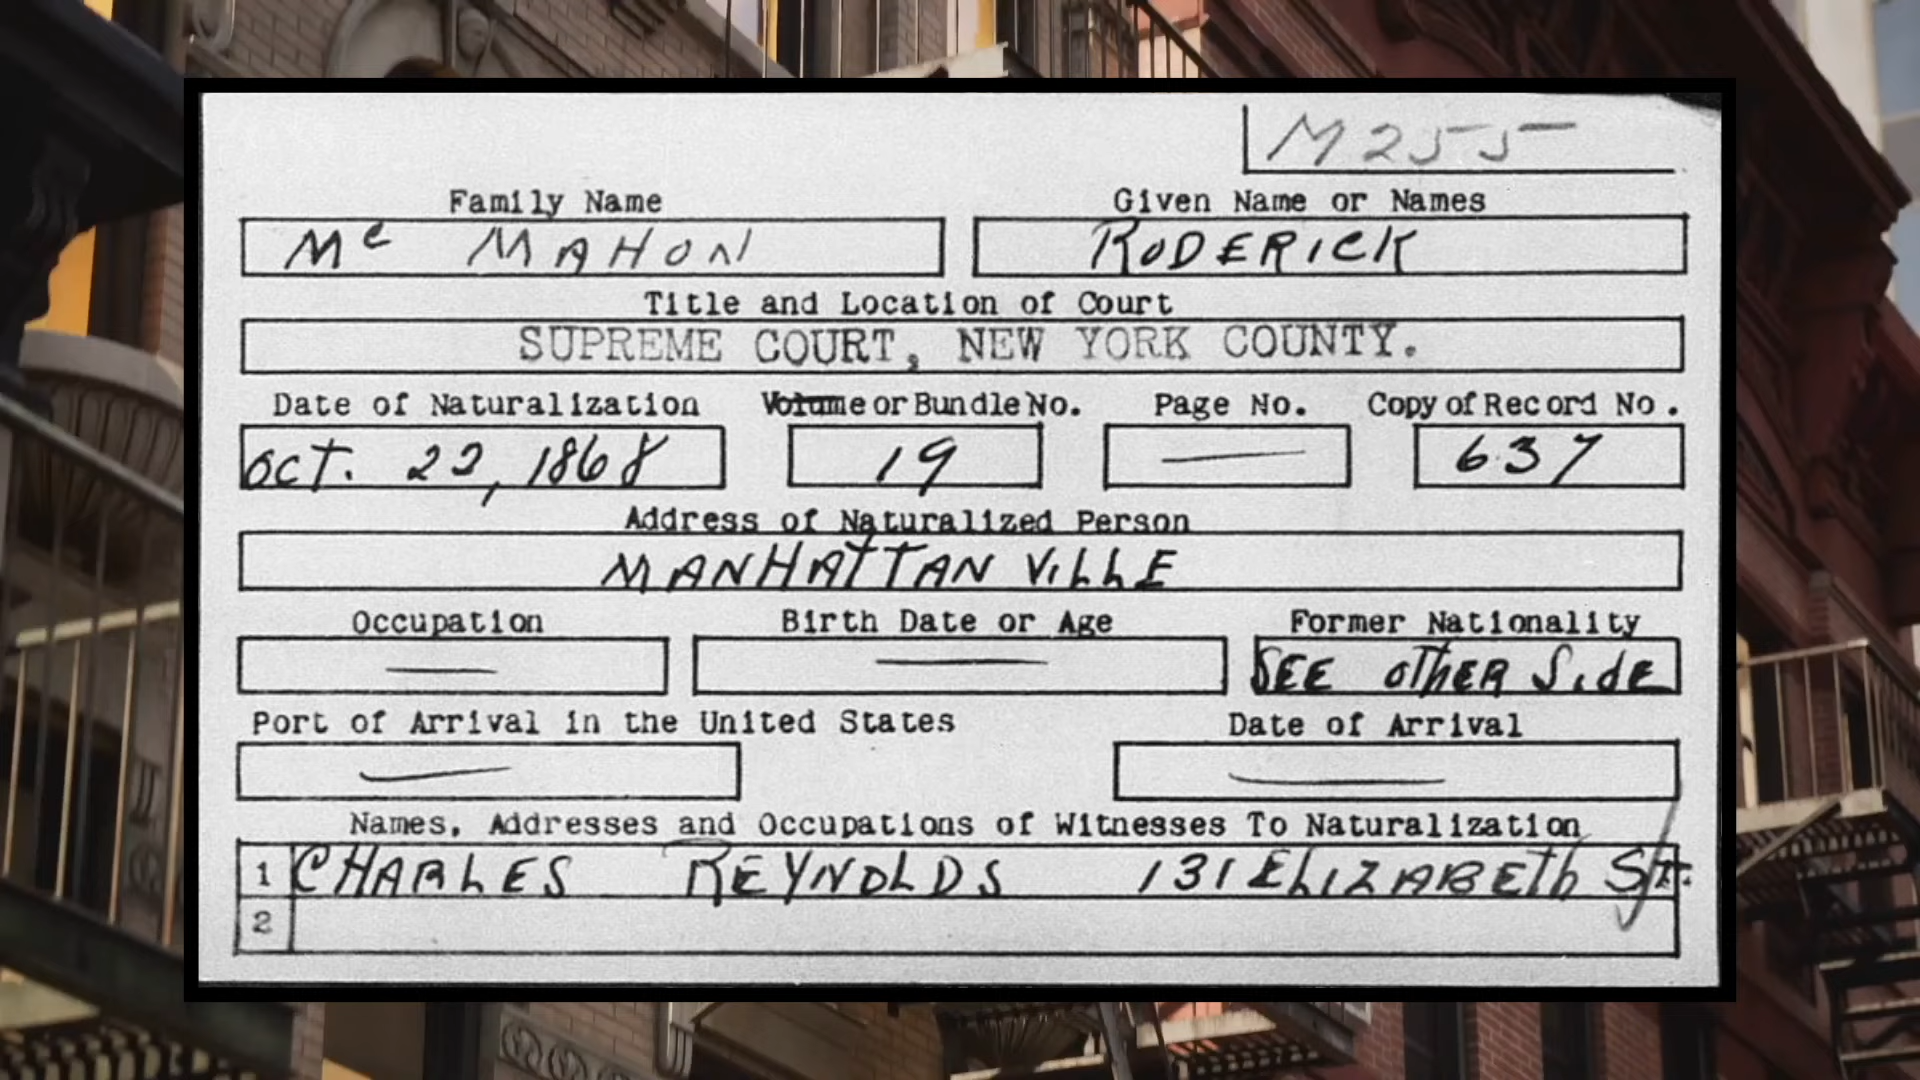 M255
Family Name
Given Name or Names
Mc MAHON
RODERICK
Title and Location of Court
SUPREME COURT, NEW YORK COUNTY.
Date of Naturalization
Volume or Bundle No.
Page No.
Copy of Record No.
OCT. 22, 1868
19
637
Address of Naturalized Person
MANHATTAN VILLE
Occupation
Birth Date or Age
Former Nationality
SEE OTHER SIDE
Port of Arrival in the United States
Date of Arrival
Names, Addresses and Occupations of Witnesses To Naturalization
1 CHARLES REYNOLDS 131 ELIZABETH ST.
2